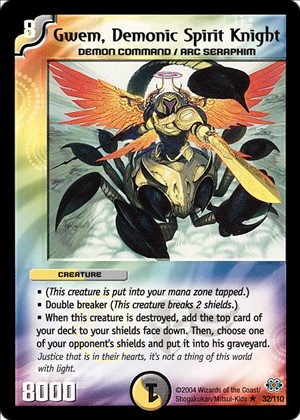 8
Gwem, Demonic Spirit Knight
DEMON COMMAND / ARC SERAPHIM
CREATURE
▪ (This creature is put into your mana zone tapped.)
▪ Double breaker (This creature breaks 2 shields.)
▪ When this creature is destroyed, add the top card of
your deck to your shields face down. Then, choose one
of your opponent's shields and put it into his graveyard.
Justice that is in their hearts, it's not a thing of this world
with light.
8000
1
©2004 Wizards of the Coast/
Shogakukan/Mitsui-Kids ★ 32/110